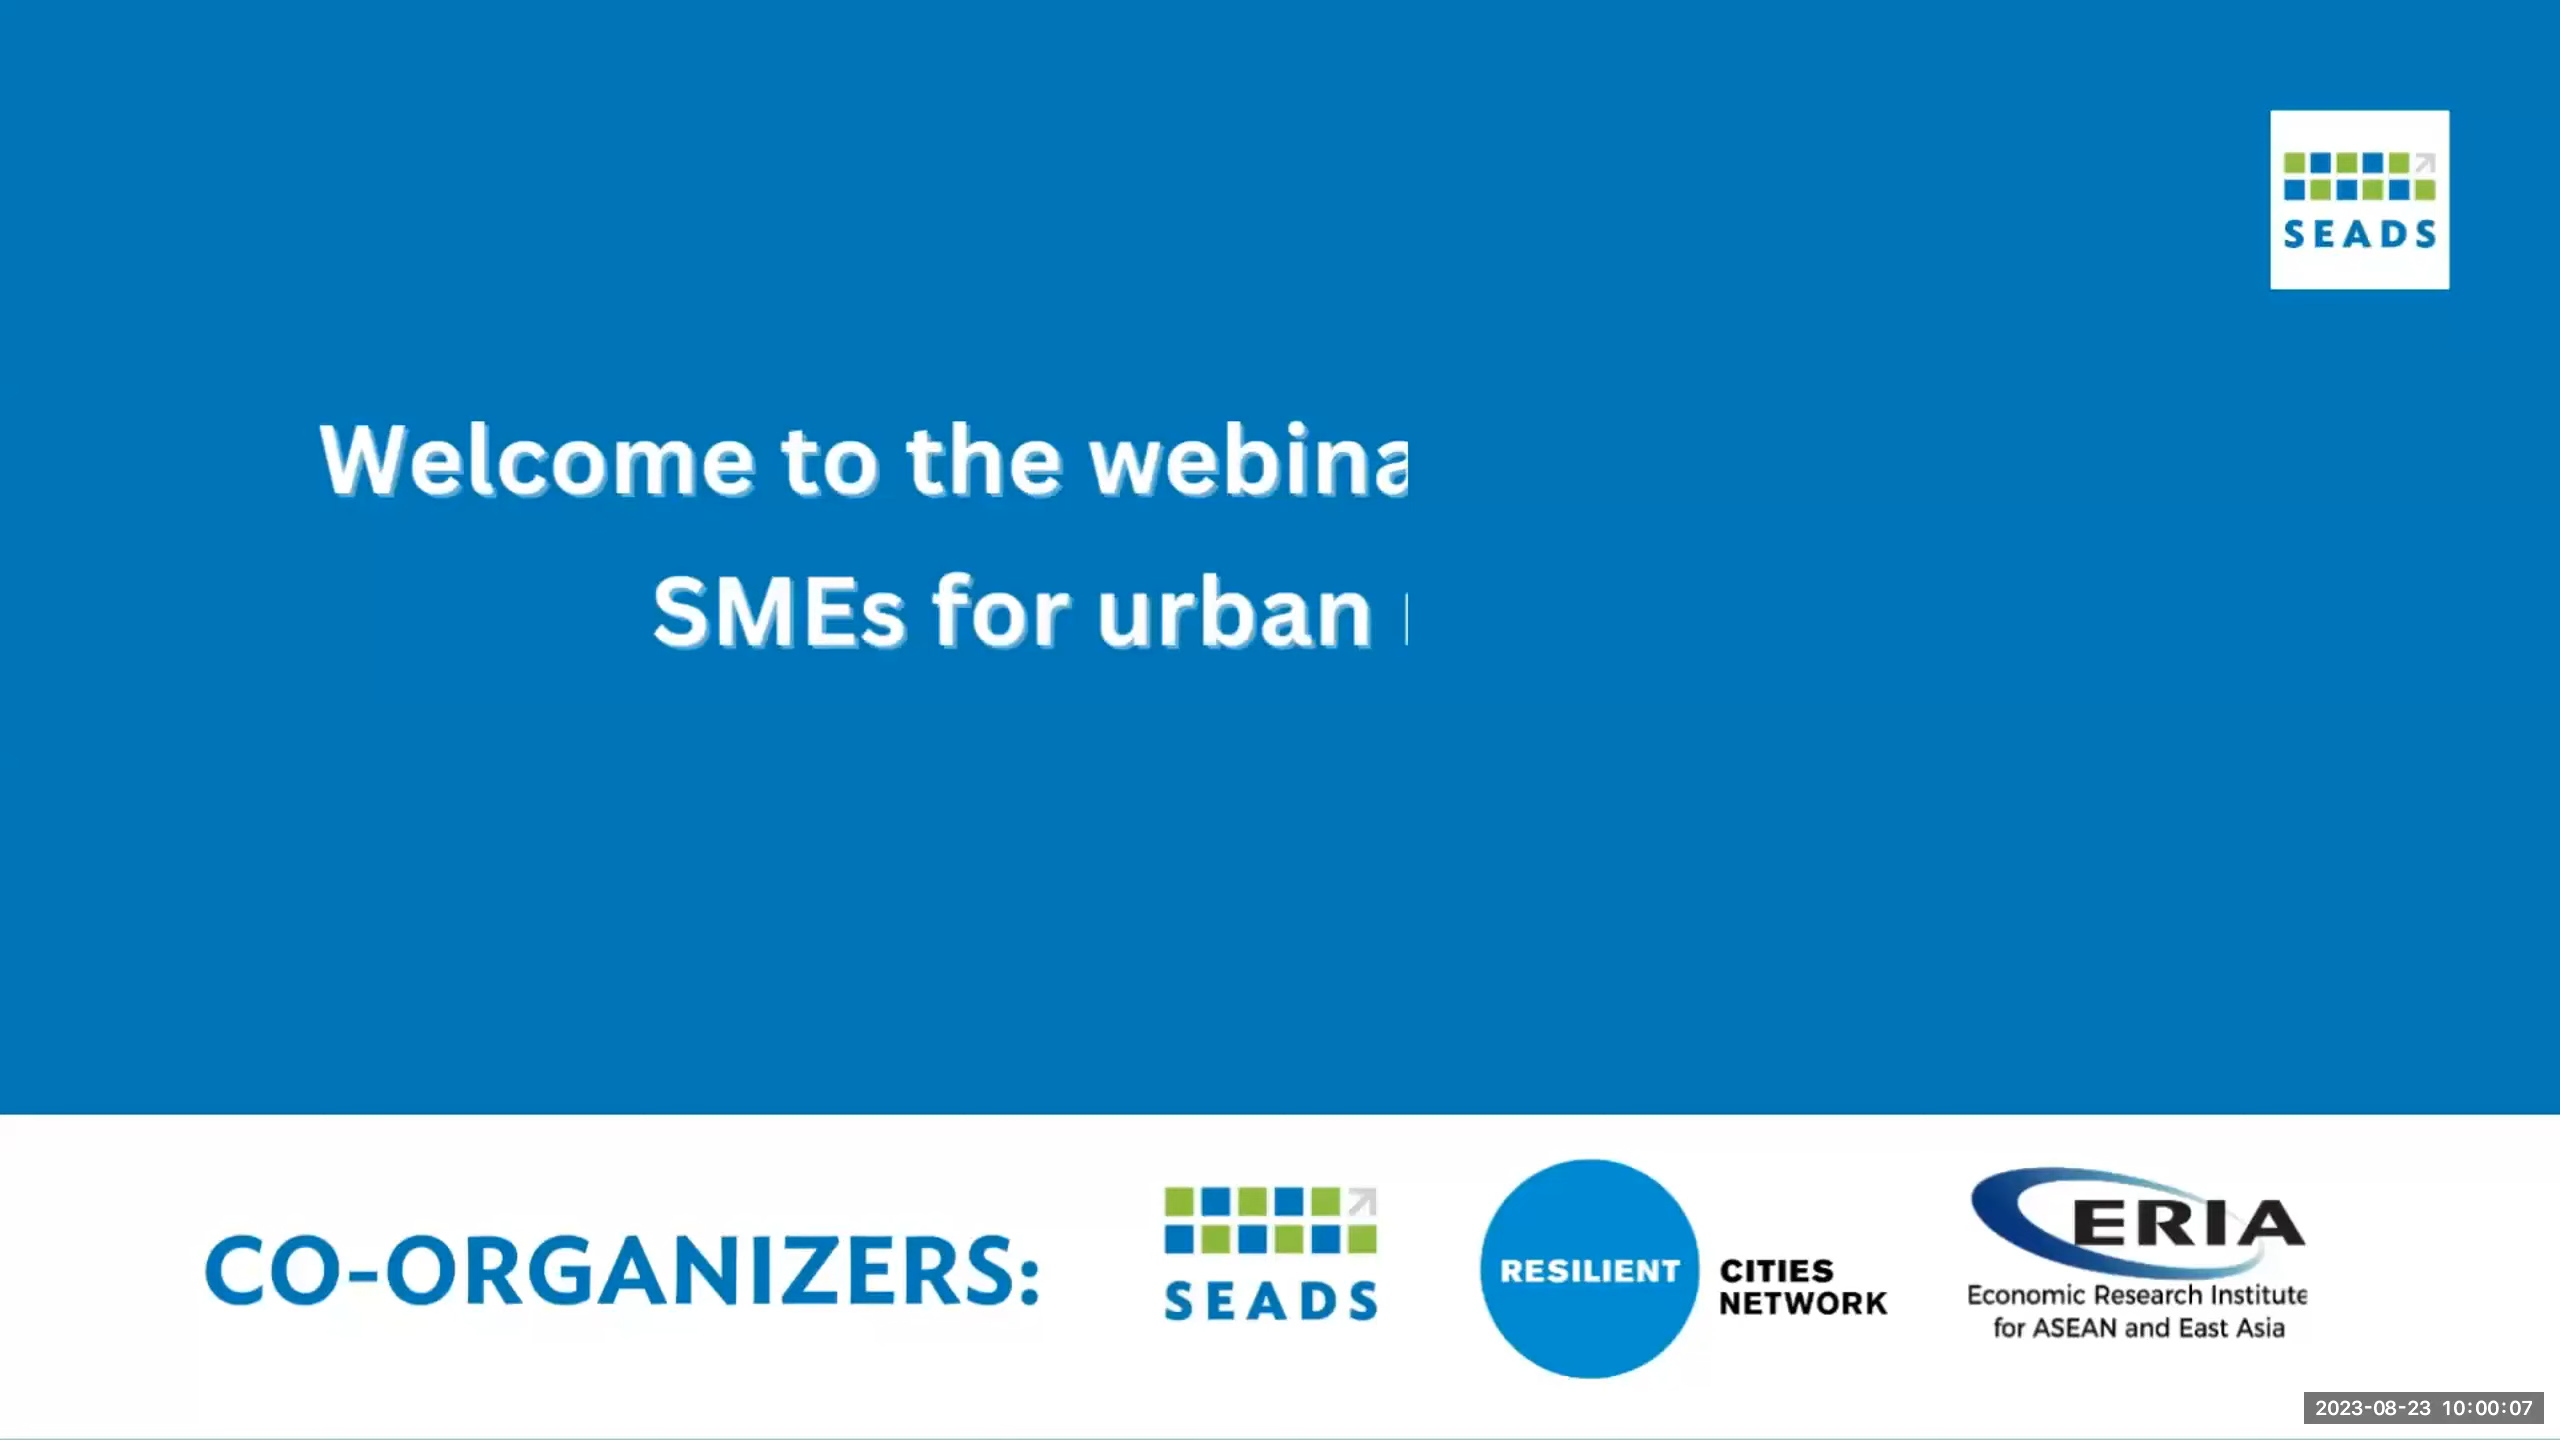 SEADS
Welcome to the webina
SMEs for urban
CO-ORGANIZERS:
SEADS
RESILIENT
CITIES
NETWORK
ERIA
Economic Research Institute
for ASEAN and East Asia
2023-08-23 10:00:07